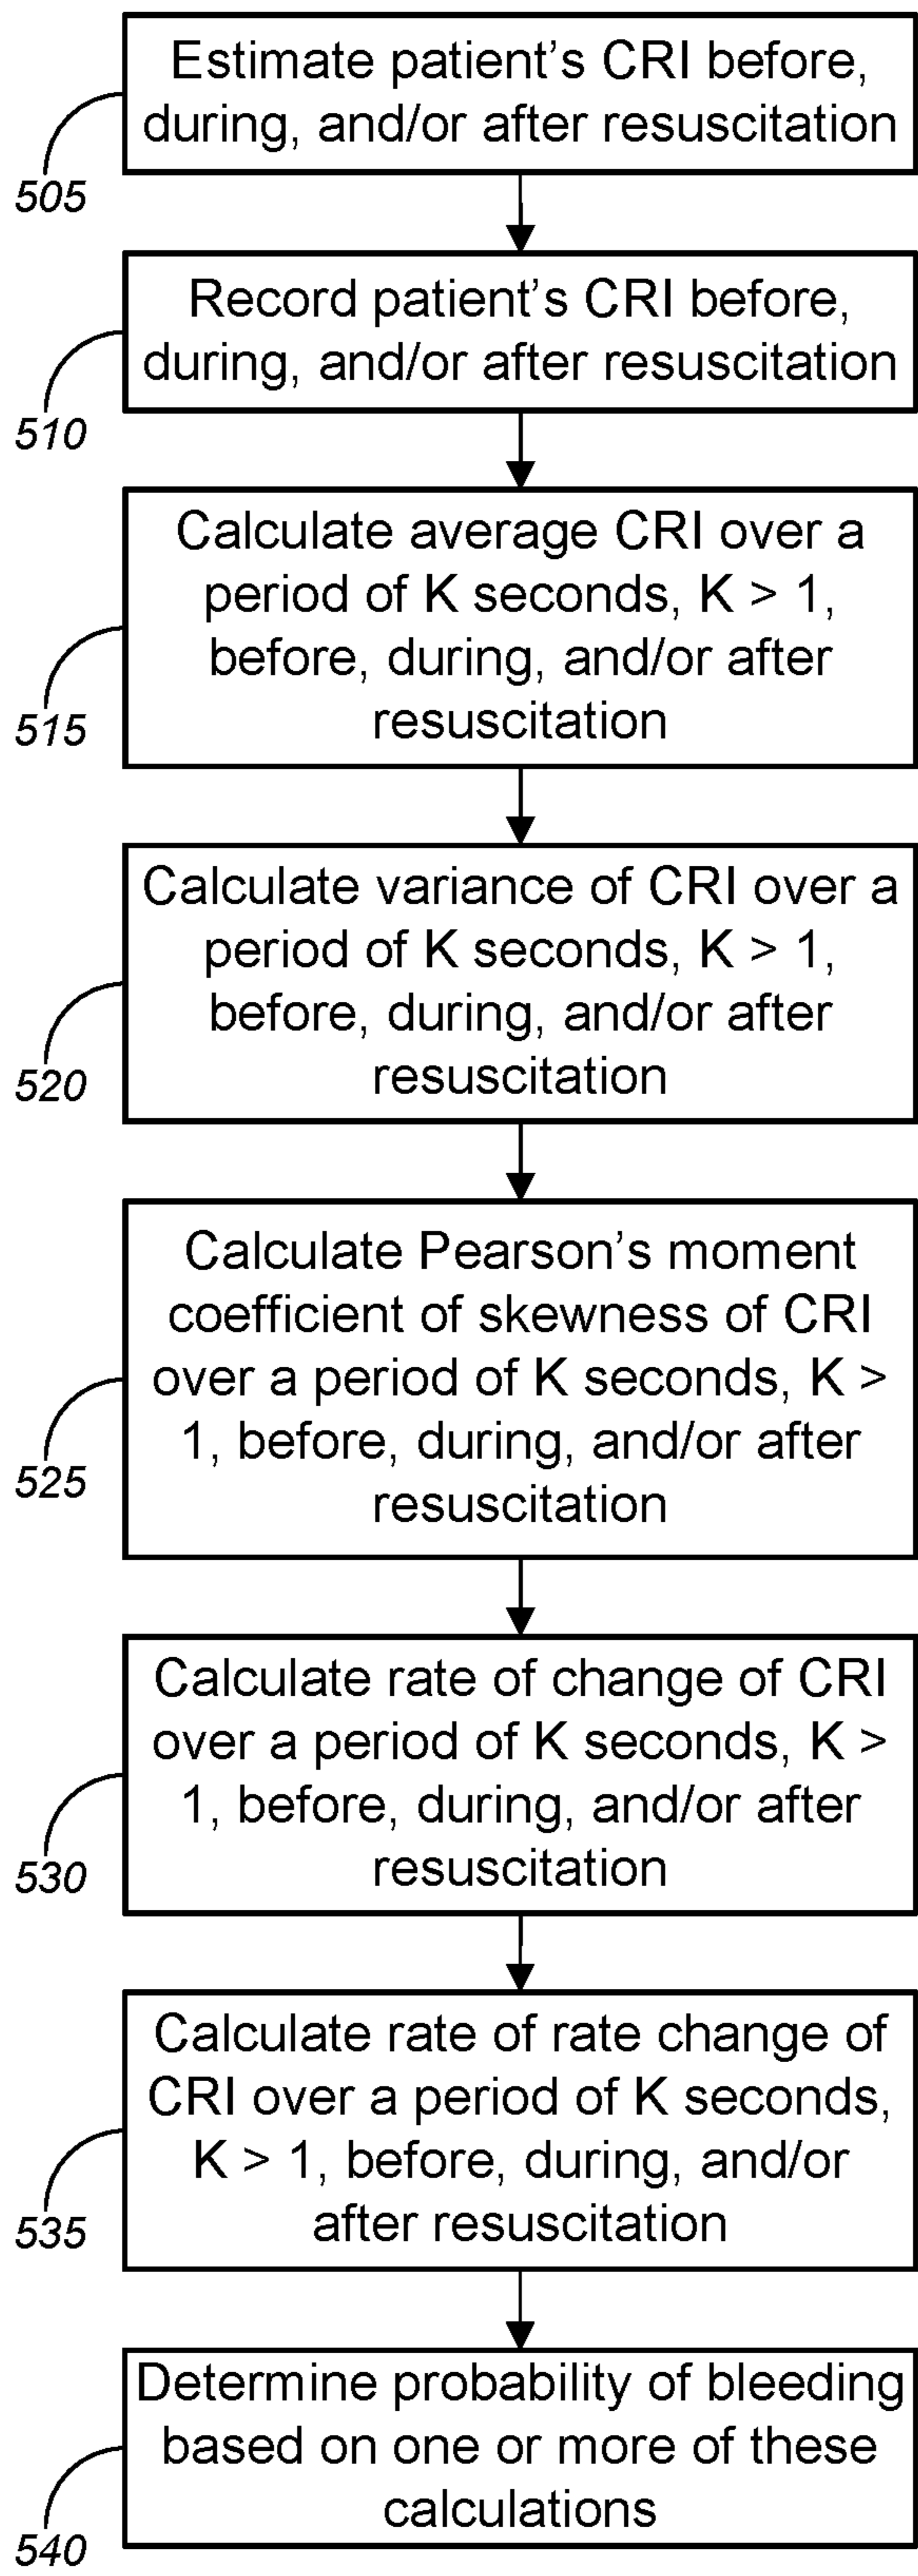 Estimate patient's CRI before,
during, and/or after resuscitation
505
Record patient's CRI before,
during, and/or after resuscitation
510
Calculate average CRI over a
period of K seconds, K > 1,
before, during, and/or after
resuscitation
515
Calculate variance of CRI over a
period of K seconds, K > 1,
before, during, and/or after
resuscitation
520
Calculate Pearson's moment
coefficient of skewness of CRI
over a period of K seconds, K >
1, before, during, and/or after
resuscitation
525
Calculate rate of change of CRI
over a period of K seconds, K >
1, before, during, and/or after
resuscitation
530
Calculate rate of rate change of
CRI over a period of K seconds,
K > 1, before, during, and/or
after resuscitation
535
Determine probability of bleeding
based on one or more of these
calculations
540